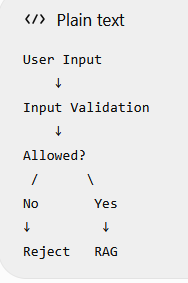 </> Plain text
User Input
↓
Input Validation
↓
Allowed?
/ \
No Yes
↓ ↓
Reject RAG